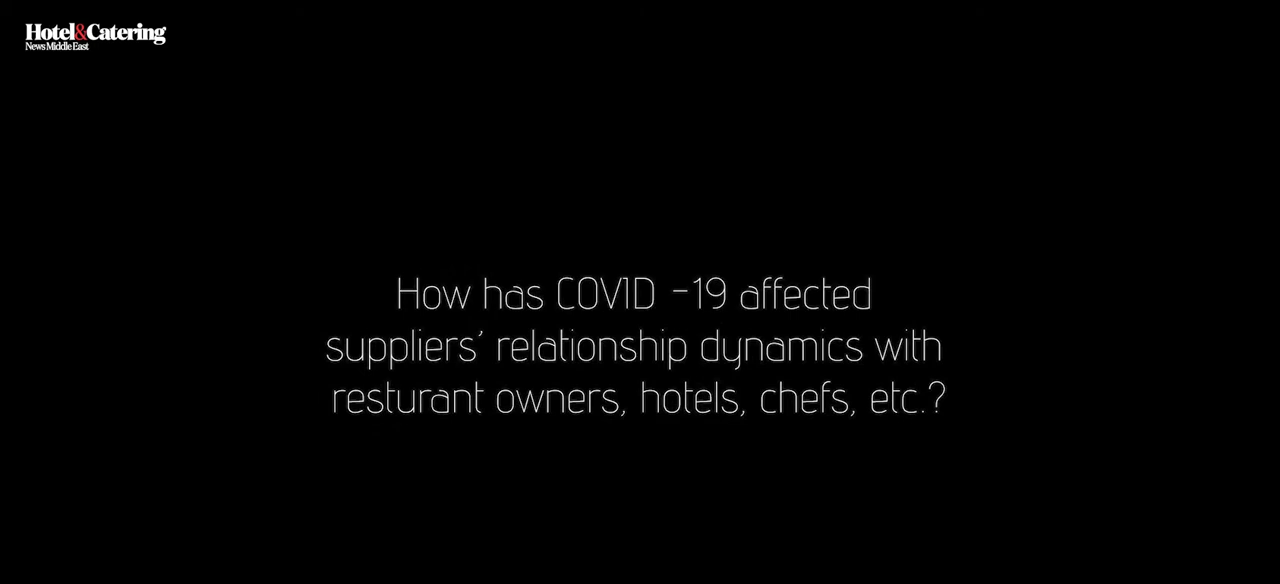 Hotel&Catering
News Middle East
How has COVID -19 affected
suppliers' relationship dynamics with
resturant owners, hotels, chefs, etc.?